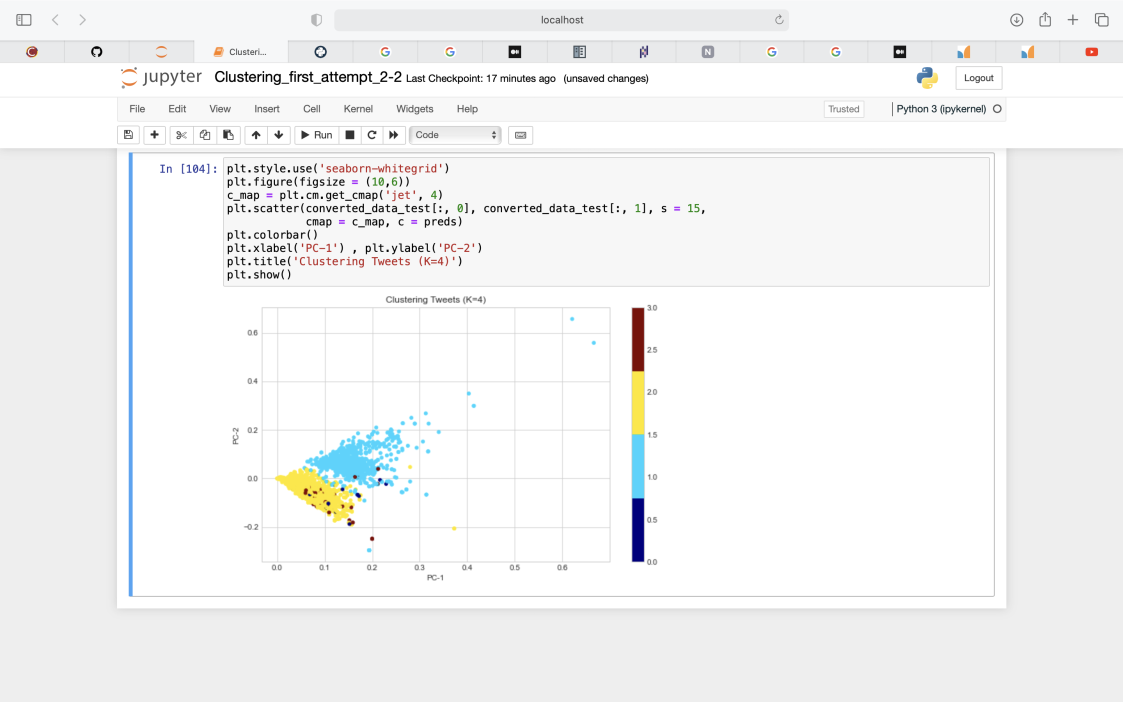 localhost
Clusteri...
N
jupyter Clustering_first_attempt_2-2 Last Checkpoint: 17 minutes ago (unsaved changes)
Logout
File Edit View Insert Cell Kernel Widgets Help
Trusted
Python 3 (ipykernel)
Run
Code
In [104]: plt.style.use('seaborn-whitegrid')
plt.figure(figsize = (10,6))
c_map = plt.cm.get_cmap('jet', 4)
plt.scatter(converted_data_test[:, 0], converted_data_test[:, 1], s = 15,
cmap = c_map, c = preds)
plt.colorbar()
plt.xlabel('PC-1') , plt.ylabel('PC-2')
plt.title('Clustering Tweets (K=4)')
plt.show()
Clustering Tweets (K=4)
0.6
0.4
0.2
0.0
−0.2
PC-2
0.0 0.1 0.2 0.3 0.4 0.5 0.6
PC-1
3.0
2.5
2.0
1.5
1.0
0.5
0.0